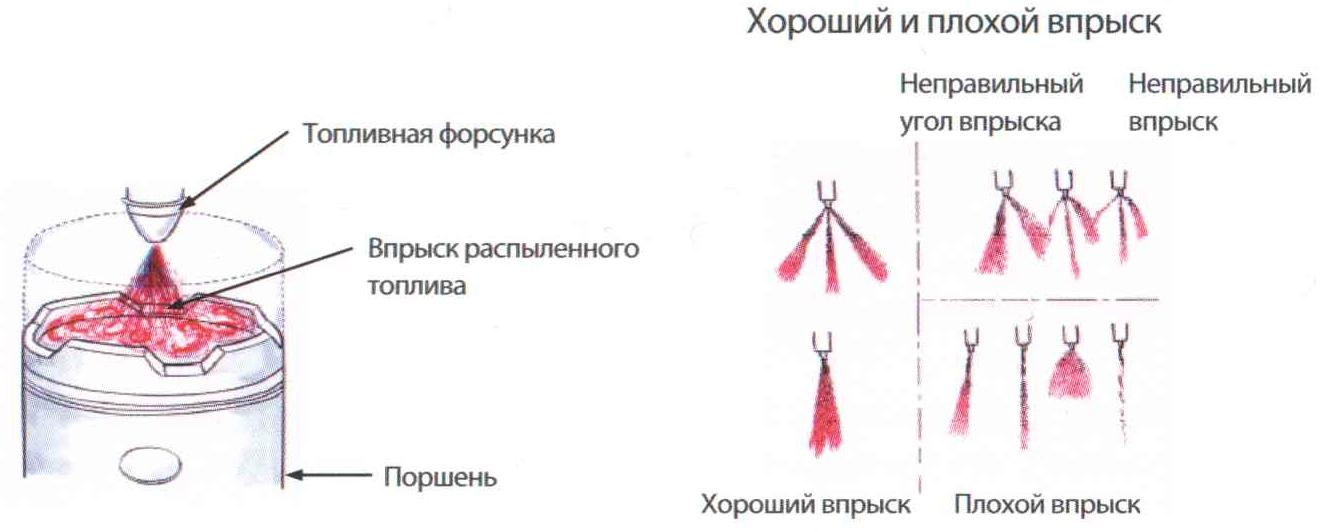 Хороший и плохой впрыск
Неправильный
угол впрыска
Неправильный
впрыск
Топливная форсунка
Впрыск распыленного
топлива
Поршень
Хороший впрыск
Плохой впрыск